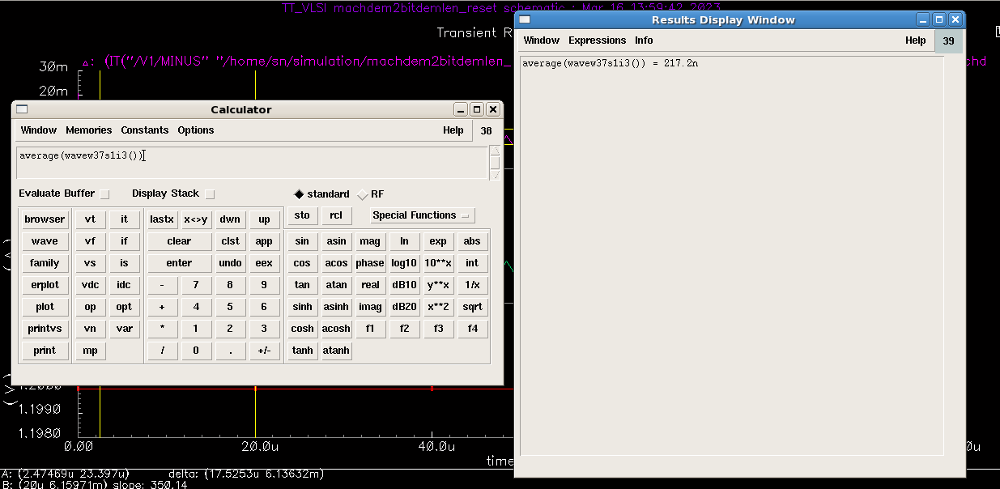 TT_VLSI machdem2bitdemlen_reset schematic : Mar 16 13:59:42 2023
Transient R
30m
20m
(IT("/V1/MINUS" "/home/sn/simulation/machdem2bitdemlen_
chd
Results Display Window
Window Expressions Info Help 39
average(wavew37s1i3()) = 217.2n
Calculator
Window Memories Constants Options Help 38
average(wavew37s1i3())
Evaluate Buffer Display Stack standard RF
browser vt it lastx x<>y dwn up sto rcl Special Functions
wave vf if clear clst app sin asin mag ln exp abs
family vs is enter undo eex cos acos phase log10 10**x int
erplot vdc idc - 7 8 9 tan atan real dB10 y**x 1/x
plot op opt + 4 5 6 sinh asinh imag dB20 x**2 sqrt
printvs vn var * 1 2 3 cosh acosh f1 f2 f3 f4
print mp / 0 . +/- tanh atanh
(V)
1.2000
1.1990
1.1980
0.00 20.0u 40.0u 0u
time
A: (2.47469u 23.397u) delta: (17.5253u 6.13632m)
B: (20u 6.15971m) slope: 350.14